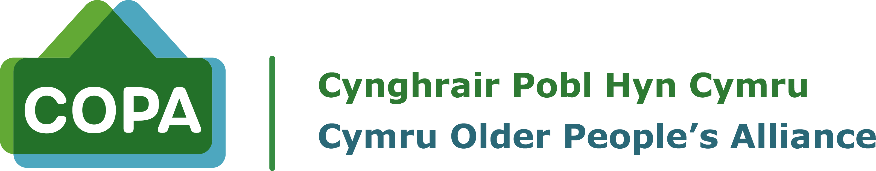 COPA
Cynghrair Pobl Hyn Cymru
Cymru Older People’s Alliance